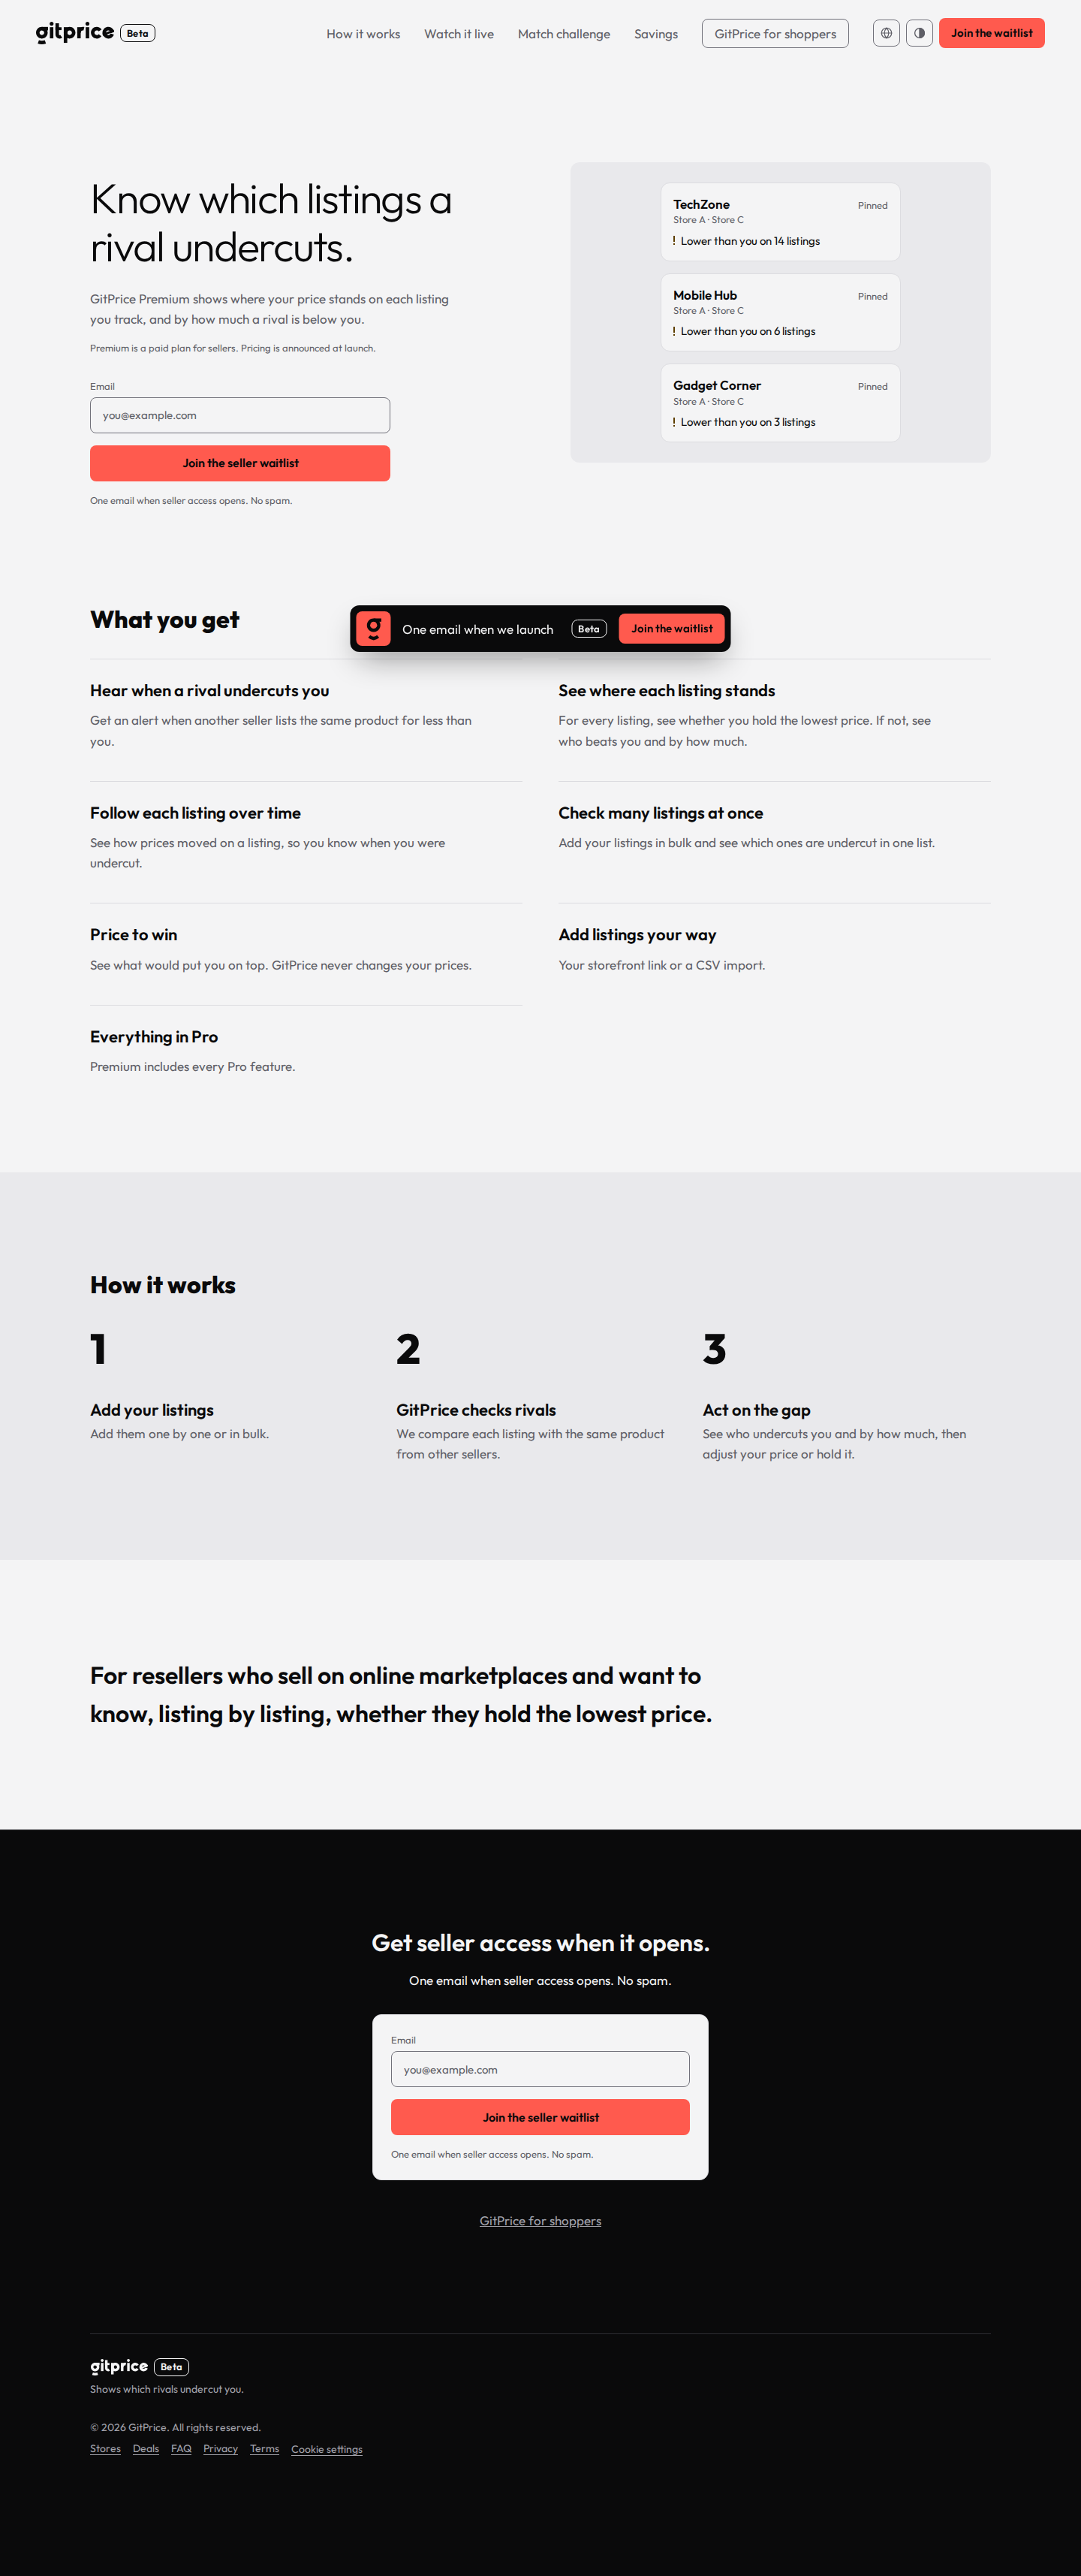 gitprice Beta
How it works Watch it live Match challenge Savings GitPrice for shoppers Join the waitlist
Know which listings a
rival undercuts.
GitPrice Premium shows where your price stands on each listing
you track, and by how much a rival is below you.
Premium is a paid plan for sellers. Pricing is announced at launch.
Email
you@example.com
Join the seller waitlist
One email when seller access opens. No spam.
TechZone Pinned
Store A · Store C
! Lower than you on 14 listings
Mobile Hub Pinned
Store A · Store C
! Lower than you on 6 listings
Gadget Corner Pinned
Store A · Store C
! Lower than you on 3 listings
What you get
g One email when we launch Beta Join the waitlist
Hear when a rival undercuts you
Get an alert when another seller lists the same product for less than
you.
See where each listing stands
For every listing, see whether you hold the lowest price. If not, see
who beats you and by how much.
Follow each listing over time
See how prices moved on a listing, so you know when you were
undercut.
Check many listings at once
Add your listings in bulk and see which ones are undercut in one list.
Price to win
See what would put you on top. GitPrice never changes your prices.
Add listings your way
Your storefront link or a CSV import.
Everything in Pro
Premium includes every Pro feature.
How it works
1
Add your listings
Add them one by one or in bulk.
2
GitPrice checks rivals
We compare each listing with the same product
from other sellers.
3
Act on the gap
See who undercuts you and by how much, then
adjust your price or hold it.
For resellers who sell on online marketplaces and want to
know, listing by listing, whether they hold the lowest price.
Get seller access when it opens.
One email when seller access opens. No spam.
Email
you@example.com
Join the seller waitlist
One email when seller access opens. No spam.
GitPrice for shoppers
gitprice Beta
Shows which rivals undercut you.
© 2026 GitPrice. All rights reserved.
Stores Deals FAQ Privacy Terms Cookie settings